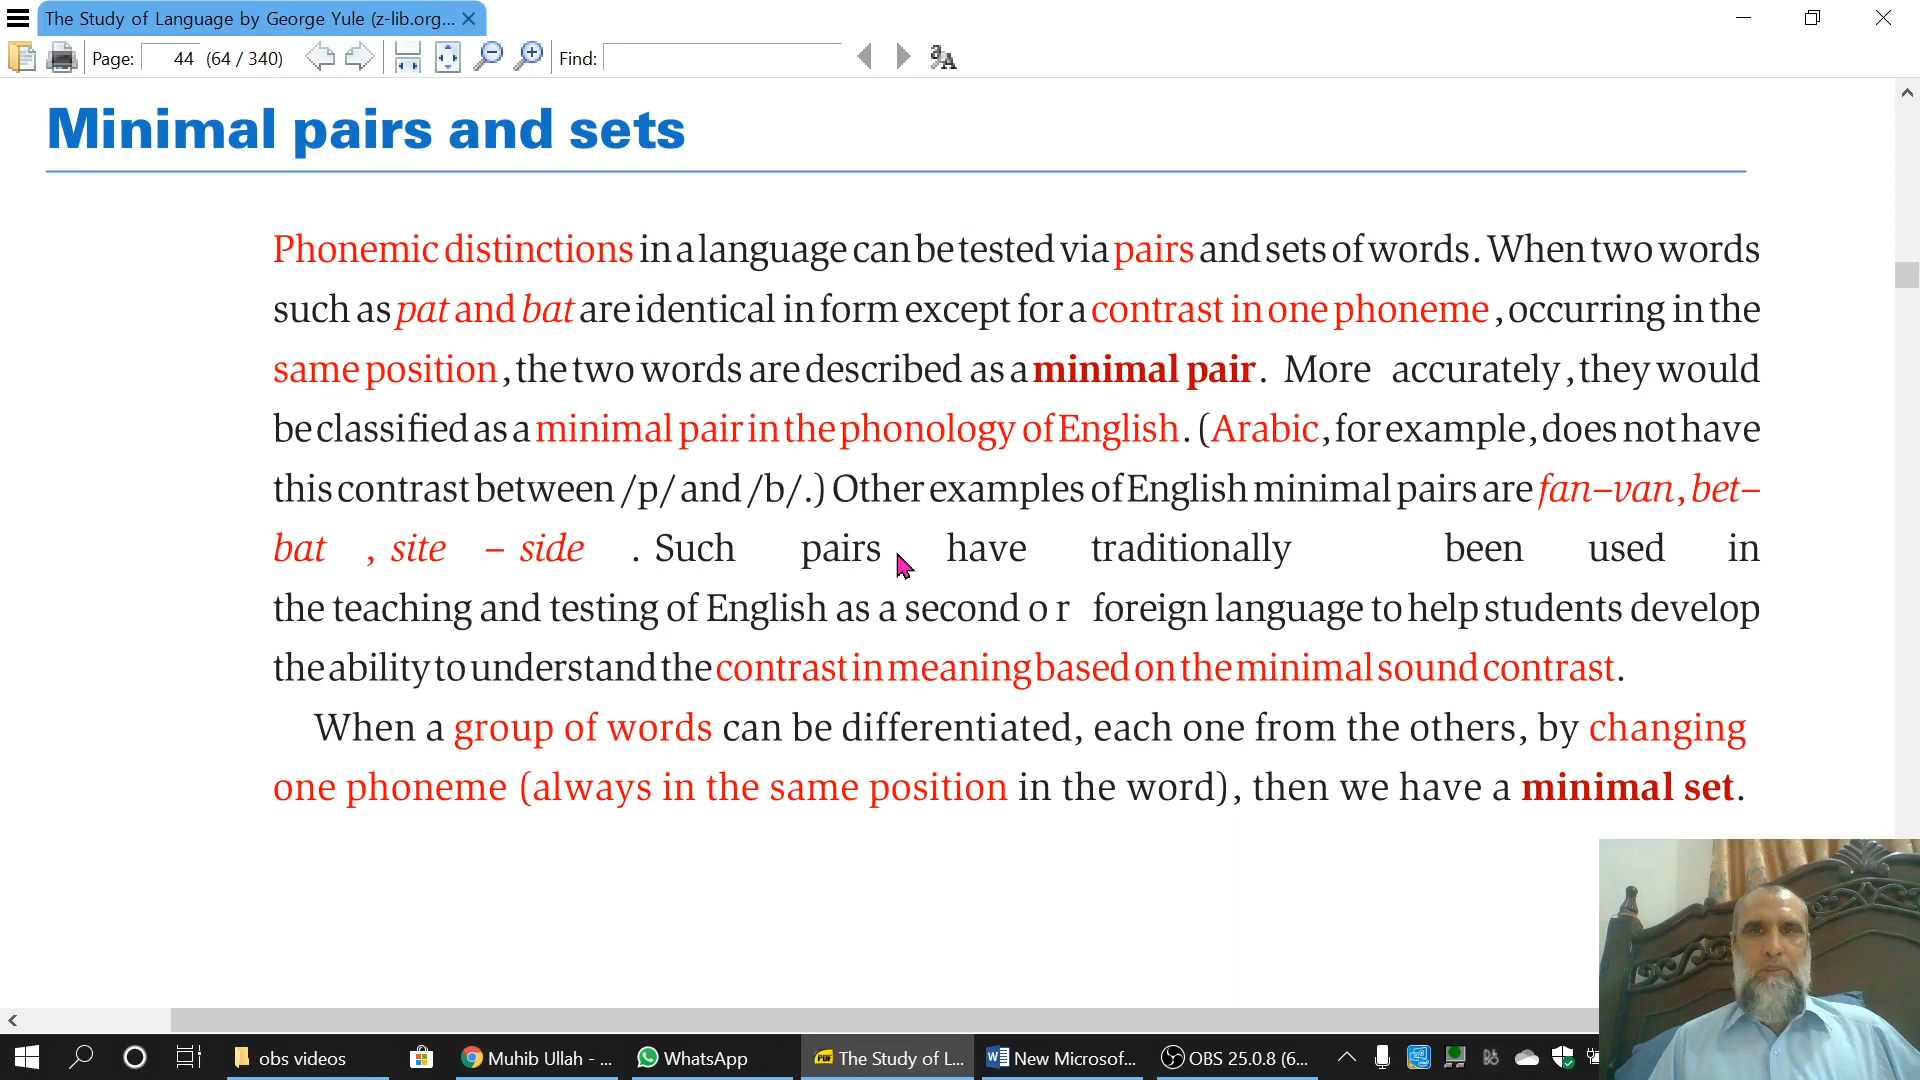 The Study of Language by George Yule (z-lib.org...
Page: 44 (64 / 340) Find:
Minimal pairs and sets
Phonemic distinctions in a language can be tested via pairs and sets of words. When two words
such as pat and bat are identical in form except for a contrast in one phoneme, occurring in the
same position, the two words are described as a minimal pair. More accurately, they would
be classified as a minimal pair in the phonology of English. (Arabic, for example, does not have
this contrast between /p/ and /b/.) Other examples of English minimal pairs are fan–van, bet–
bat , site – side . Such pairs have traditionally been used in
the teaching and testing of English as a second o r foreign language to help students develop
the ability to understand the contrast in meaning based on the minimal sound contrast.
When a group of words can be differentiated, each one from the others, by changing
one phoneme (always in the same position in the word), then we have a minimal set.
obs videos Muhib Ullah - ... WhatsApp The Study of L... New Microsof... OBS 25.0.8 (6...